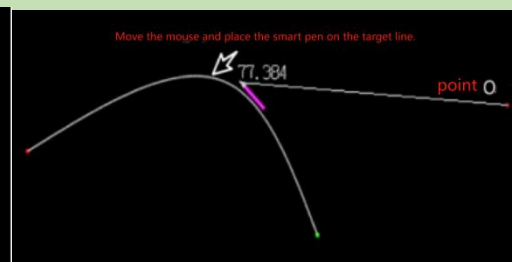 Move the mouse and place the smart pen on the target line.
77.384
point O